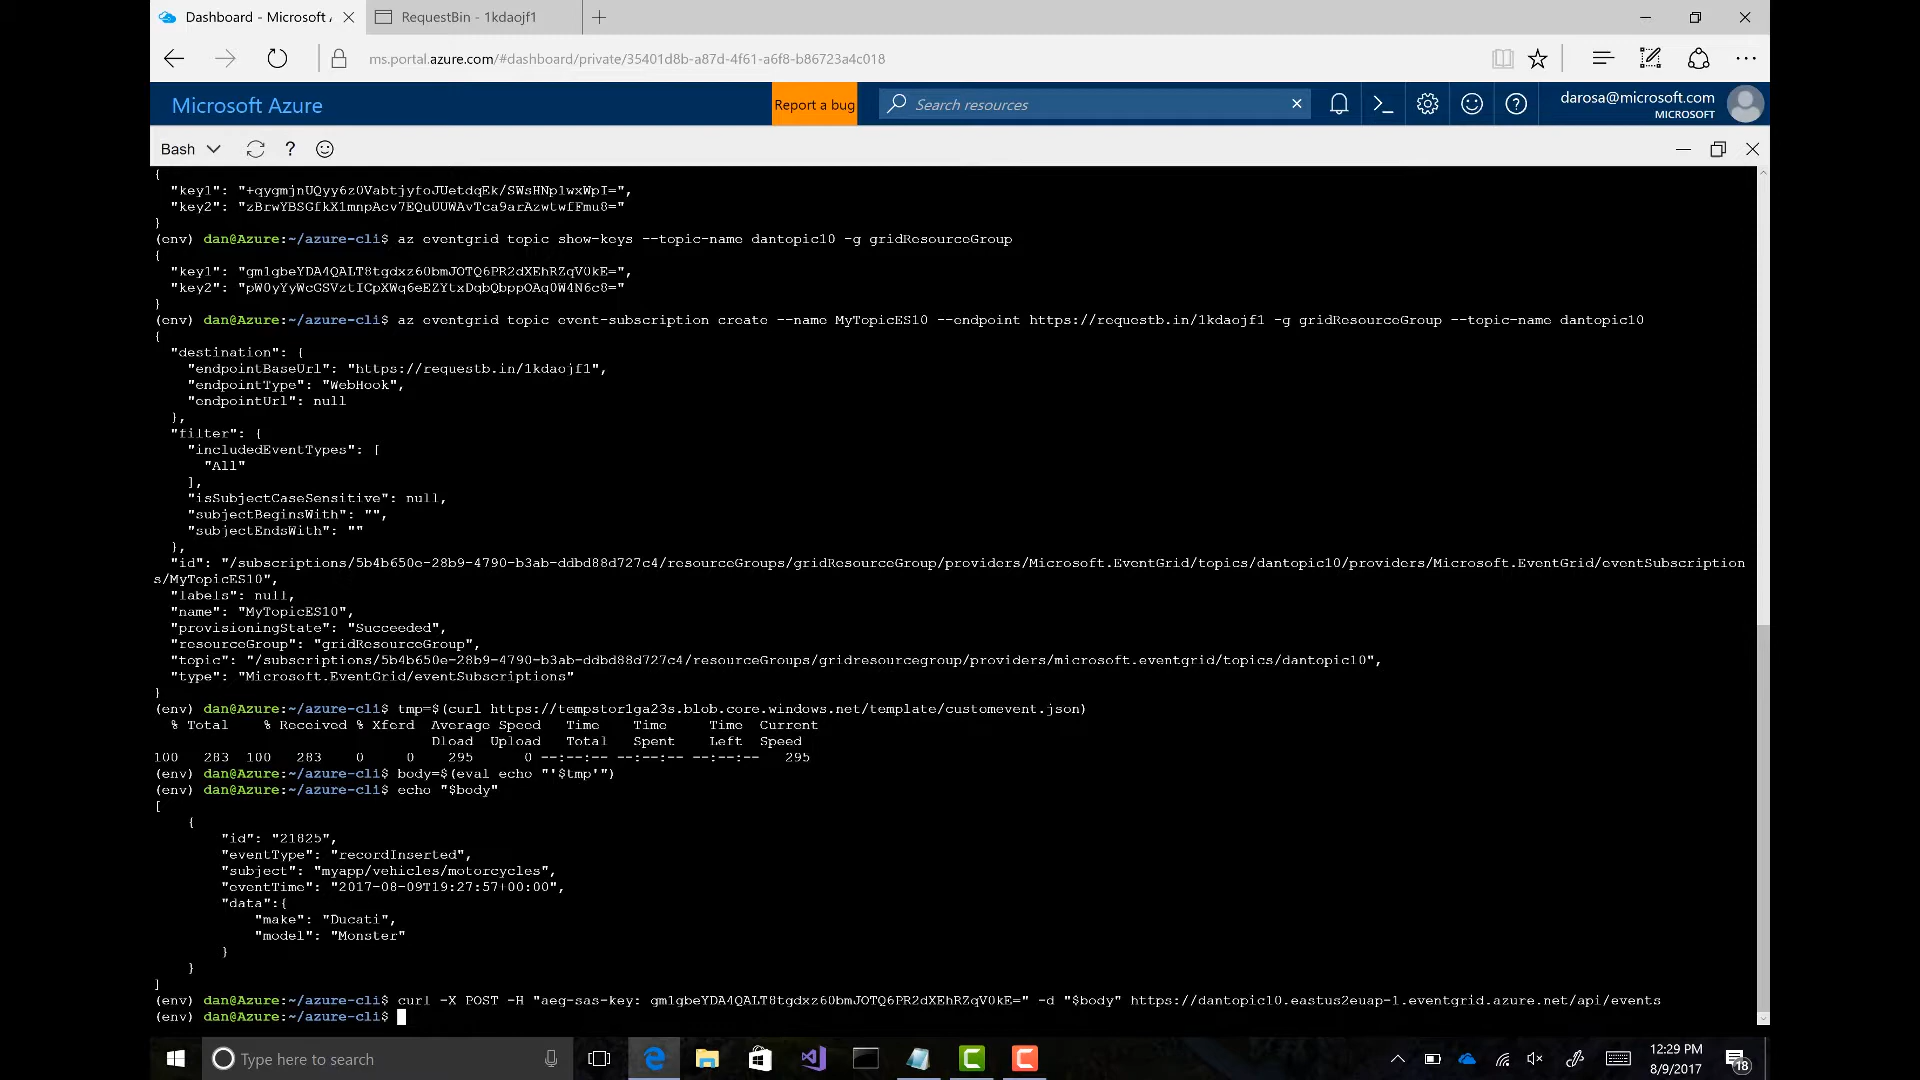 Dashboard - Microsoft A
RequestBin - 1kdaojf1
ms.portal.azure.com/#dashboard/private/35401d8b-a87d-4f61-a6f8-b86723a4c018
Microsoft Azure
Report a bug
Search resources
darosa@microsoft.com
MICROSOFT
Bash
{
"key1": "+qygmjnUQyy6z0VabtjyfoJUetdqEk/SWsHNp1wxWpI=",
"key2": "zBrwYBSGfkX1mnpAcv7EQuUUWAvTca9arAzwtwfFmu8="
}
(env) dan@Azure:~/azure-cli$ az eventgrid topic show-keys --topic-name dantopic10 -g gridResourceGroup
{
"key1": "gm1gbeYDA4QALT8tgdxz60bmJOTQ6PR2dXEhRZqV0kE=",
"key2": "pW0yYyWcGSVztICpXWq6eEZYtxDqbQbppOAq0W4N6c8="
}
(env) dan@Azure:~/azure-cli$ az eventgrid topic event-subscription create --name MyTopicES10 --endpoint https://requestb.in/1kdaojf1 -g gridResourceGroup --topic-name dantopic10
{
"destination": {
"endpointBaseUrl": "https://requestb.in/1kdaojf1",
"endpointType": "WebHook",
"endpointUrl": null
},
"filter": {
"includedEventTypes": [
"All"
],
"isSubjectCaseSensitive": null,
"subjectBeginsWith": "",
"subjectEndsWith": ""
},
"id": "/subscriptions/5b4b650e-28b9-4790-b3ab-ddbd88d727c4/resourceGroups/gridResourceGroup/providers/Microsoft.EventGrid/topics/dantopic10/providers/Microsoft.EventGrid/eventSubscription
s/MyTopicES10",
"labels": null,
"name": "MyTopicES10",
"provisioningState": "Succeeded",
"resourceGroup": "gridResourceGroup",
"topic": "/subscriptions/5b4b650e-28b9-4790-b3ab-ddbd88d727c4/resourceGroups/gridresourcegroup/providers/microsoft.eventgrid/topics/dantopic10",
"type": "Microsoft.EventGrid/eventSubscriptions"
}
(env) dan@Azure:~/azure-cli$ tmp=$(curl https://tempstor1ga23s.blob.core.windows.net/template/customevent.json)
% Total % Received % Xferd Average Speed Time Time Time Current
Dload Upload Total Spent Left Speed
100 283 100 283 0 0 295 0 --:--:-- --:--:-- --:--:-- 295
(env) dan@Azure:~/azure-cli$ body=$(eval echo "'$tmp'")
(env) dan@Azure:~/azure-cli$ echo "$body"
[
{
"id": "21825",
"eventType": "recordInserted",
"subject": "myapp/vehicles/motorcycles",
"eventTime": "2017-08-09T19:27:57+00:00",
"data":{
"make": "Ducati",
"model": "Monster"
}
}
]
(env) dan@Azure:~/azure-cli$ curl -X POST -H "aeg-sas-key: gm1gbeYDA4QALT8tgdxz60bmJOTQ6PR2dXEhRZqV0kE=" -d "$body" https://dantopic10.eastus2euap-1.eventgrid.azure.net/api/events
(env) dan@Azure:~/azure-cli$
Type here to search
12:29 PM
8/9/2017
18